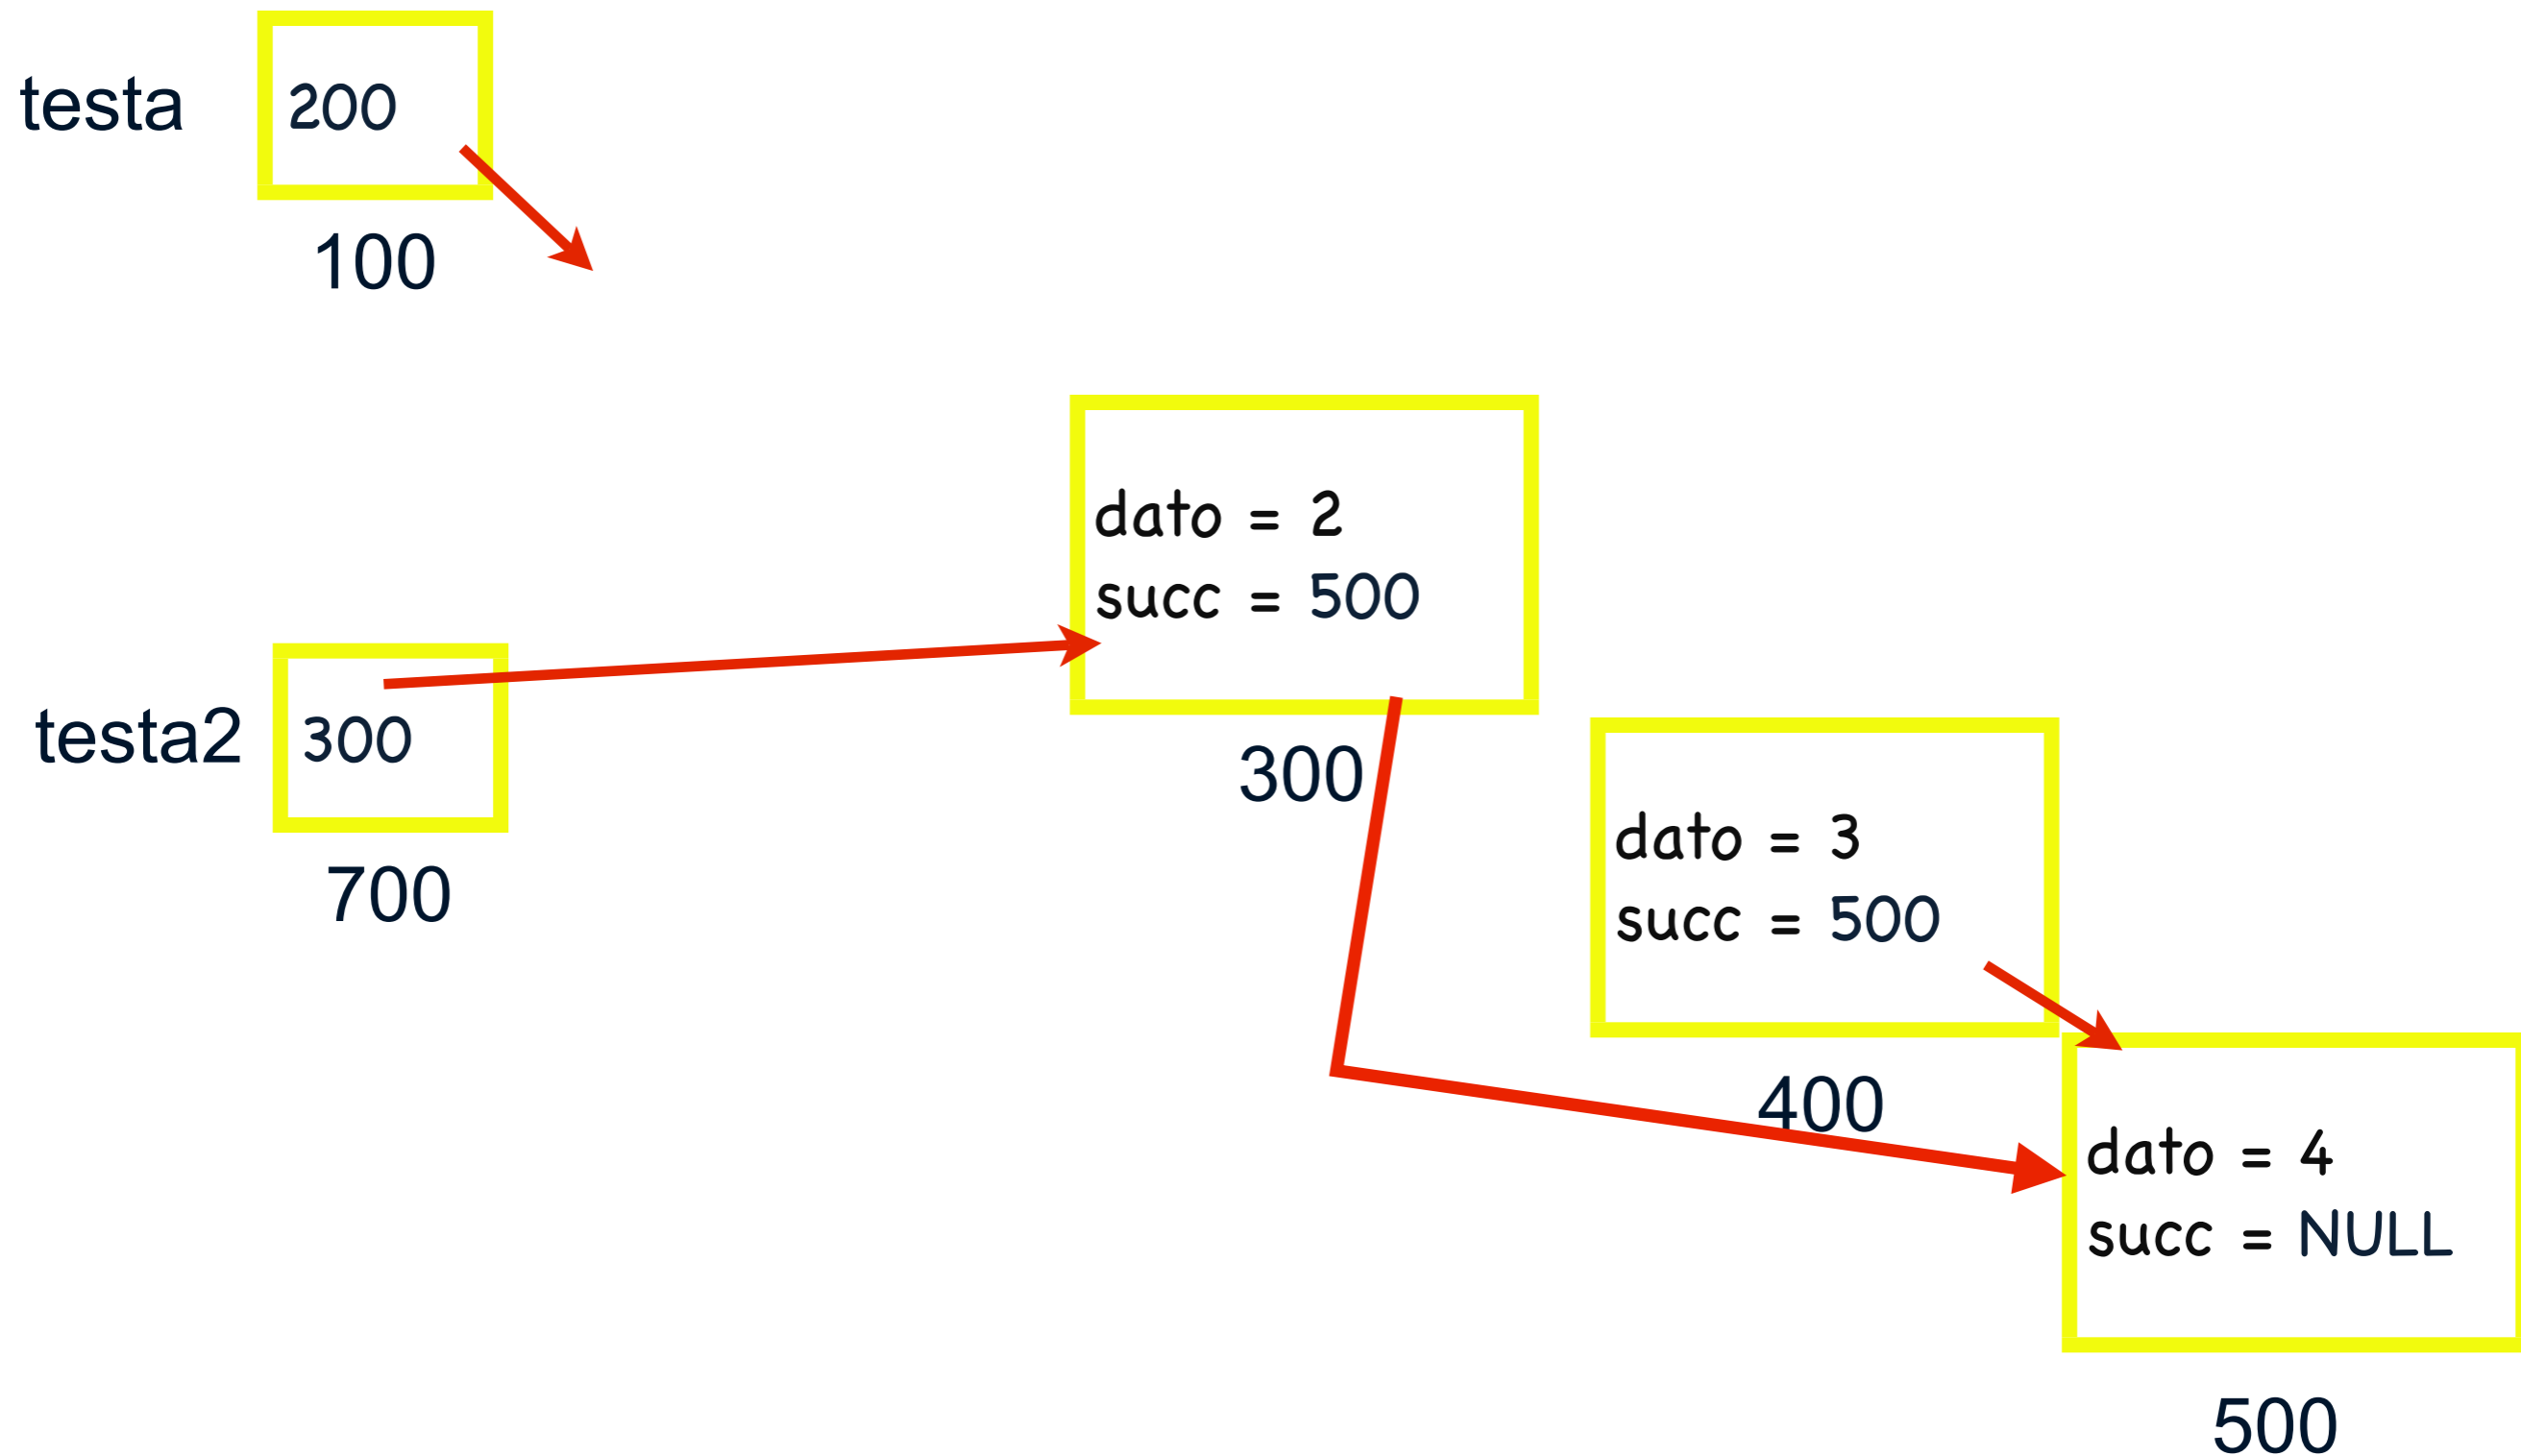 testa
200
100
dato = 2
succ = 500
300
testa2
300
700
dato = 3
succ = 500
400
dato = 4
succ = NULL
500